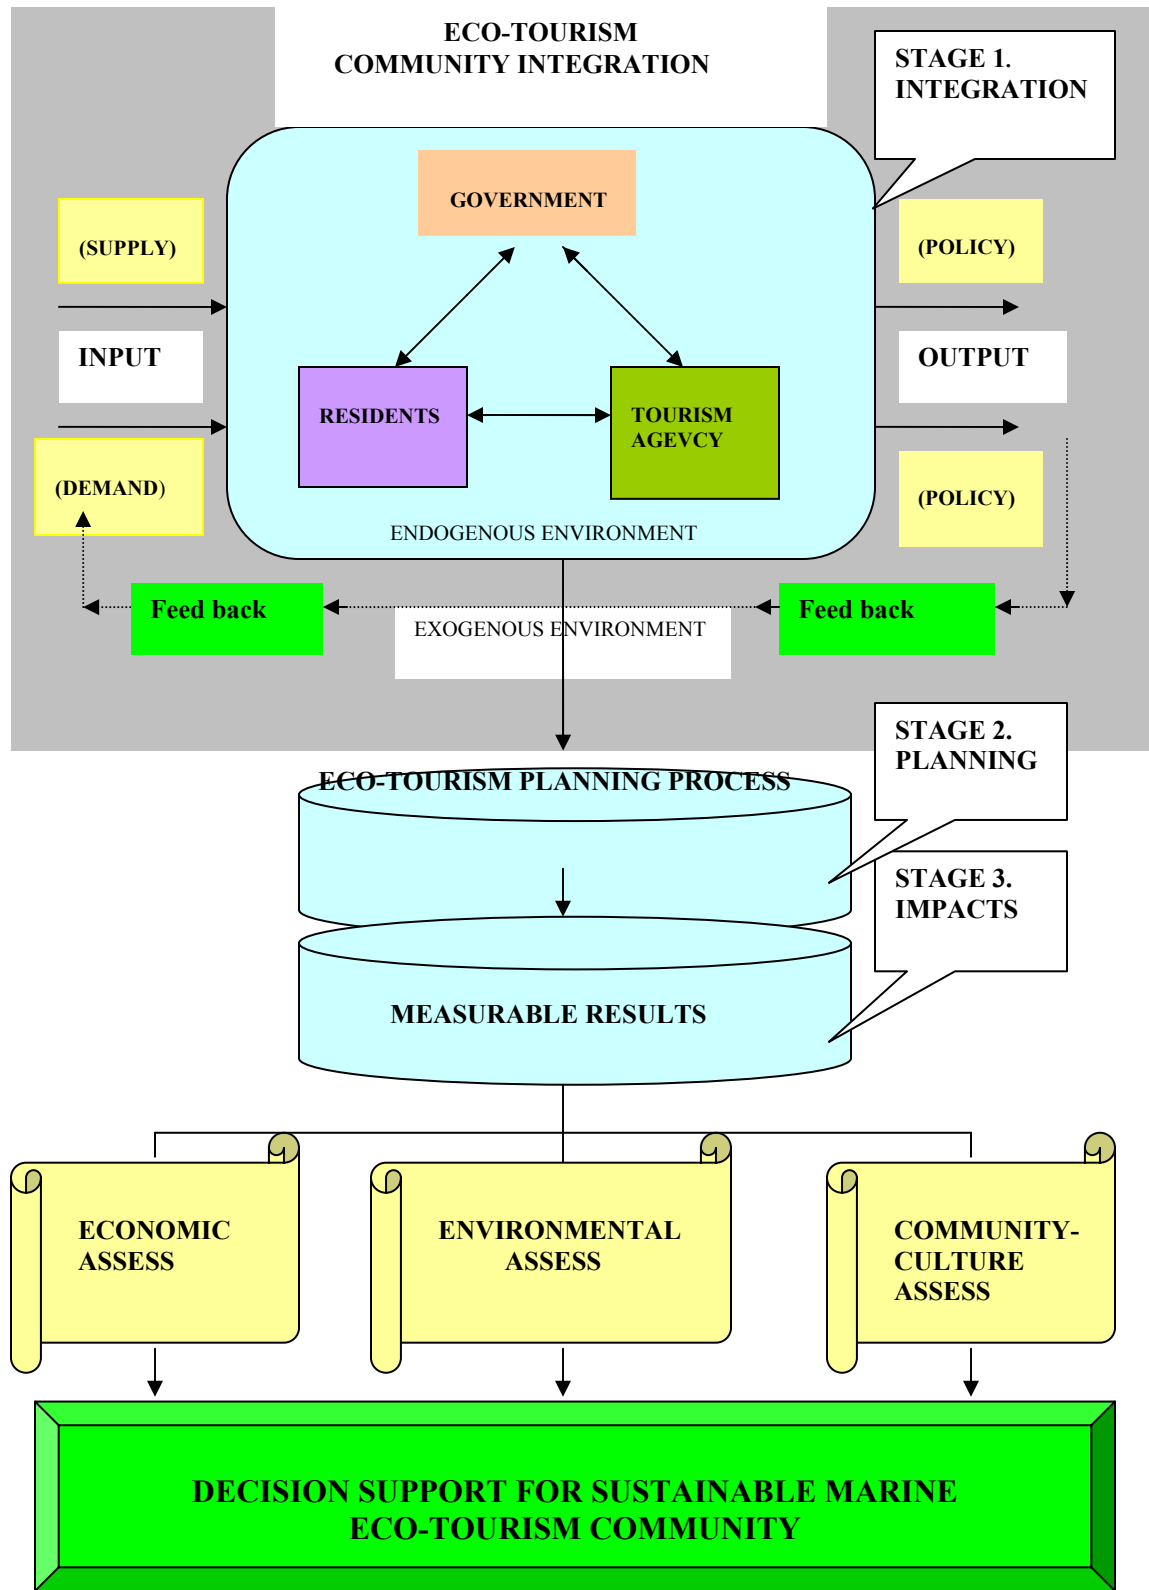 ECO-TOURISM
COMMUNITY INTEGRATION
STAGE 1.
INTEGRATION
GOVERNMENT
(SUPPLY)
(POLICY)
INPUT
OUTPUT
RESIDENTS
TOURISM
AGEVCY
(DEMAND)
(POLICY)
ENDOGENOUS ENVIRONMENT
Feed back
Feed back
EXOGENOUS ENVIRONMENT
STAGE 2.
PLANNING
ECO-TOURISM PLANNING PROCESS
STAGE 3.
IMPACTS
MEASURABLE RESULTS
ECONOMIC
ASSESS
ENVIRONMENTAL
ASSESS
COMMUNITY-
CULTURE
ASSESS
DECISION SUPPORT FOR SUSTAINABLE MARINE
ECO-TOURISM COMMUNITY